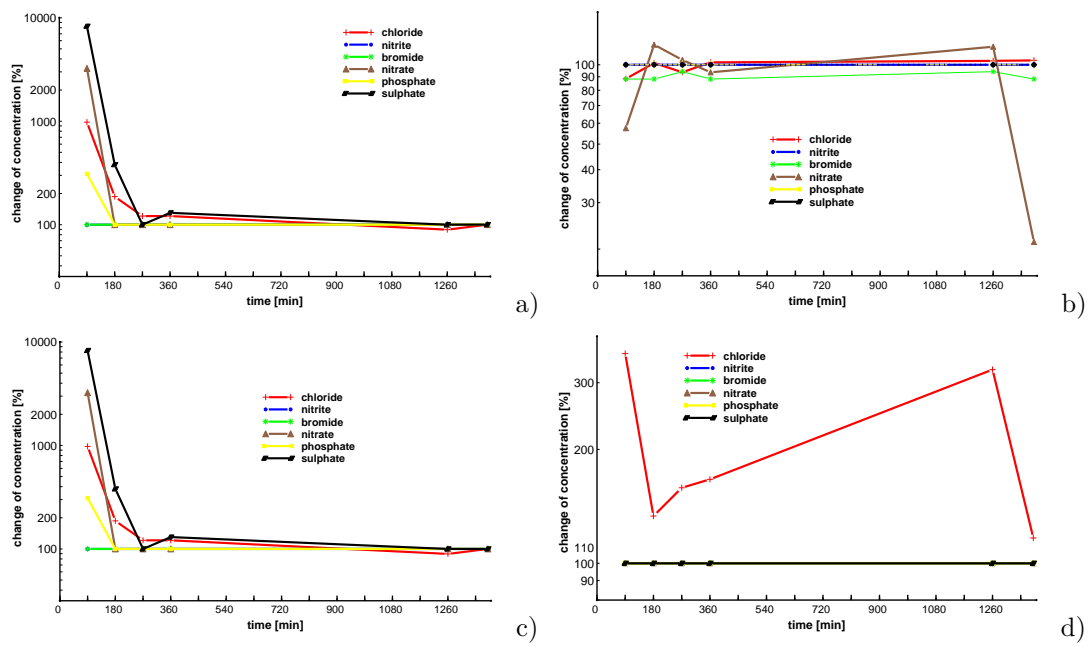 10000
2000
1000
200
100
change of concentration [%]
chloride
nitrite
bromide
nitrate
phosphate
sulphate
0 180 360 540 720 900 1080 1260
time [min]
a)
100
90
80
70
60
50
40
30
change of concentration [%]
chloride
nitrite
bromide
nitrate
phosphate
sulphate
0 180 360 540 720 900 1080 1260
time [min]
b)
10000
2000
1000
200
100
change of concentration [%]
chloride
nitrite
bromide
nitrate
phosphate
sulphate
0 180 360 540 720 900 1080 1260
time [min]
c)
300
200
110
100
90
change of concentration [%]
chloride
nitrite
bromide
nitrate
phosphate
sulphate
0 180 360 540 720 900 1080 1260
time [min]
d)